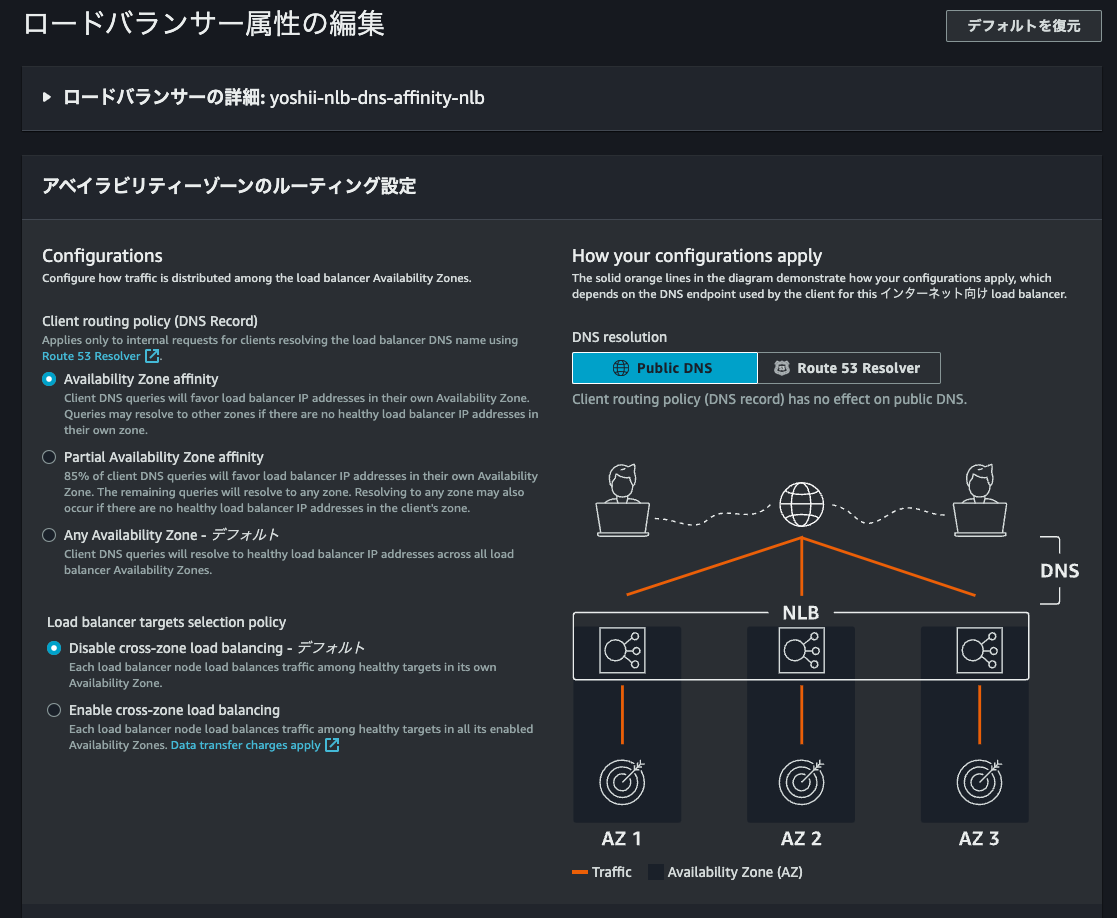 ロードバランサー属性の編集
デフォルトを復元
ロードバランサーの詳細: yoshii-nlb-dns-affinity-nlb
アベイラビリティーゾーンのルーティング設定
Configurations
Configure how traffic is distributed among the load balancer Availability Zones.
Client routing policy (DNS Record)
Applies only to internal requests for clients resolving the load balancer DNS name using
Route 53 Resolver.
Availability Zone affinity
Client DNS queries will favor load balancer IP addresses in their own Availability Zone.
Queries may resolve to other zones if there are no healthy load balancer IP addresses in
their own zone.
Partial Availability Zone affinity
85% of client DNS queries will favor load balancer IP addresses in their own Availability
Zone. The remaining queries will resolve to any zone. Resolving to any zone may also
occur if there are no healthy load balancer IP addresses in the client's zone.
Any Availability Zone - デフォルト
Client DNS queries will resolve to healthy load balancer IP addresses across all load
balancer Availability Zones.
Load balancer targets selection policy
Disable cross-zone load balancing - デフォルト
Each load balancer node load balances traffic among healthy targets in its own
Availability Zone.
Enable cross-zone load balancing
Each load balancer node load balances traffic among healthy targets in all its enabled
Availability Zones. Data transfer charges apply
How your configurations apply
The solid orange lines in the diagram demonstrate how your configurations apply, which
depends on the DNS endpoint used by the client for this インターネット向け load balancer.
DNS resolution
Public DNS
Route 53 Resolver
Client routing policy (DNS record) has no effect on public DNS.
DNS
NLB
AZ 1
AZ 2
AZ 3
Traffic
Availability Zone (AZ)